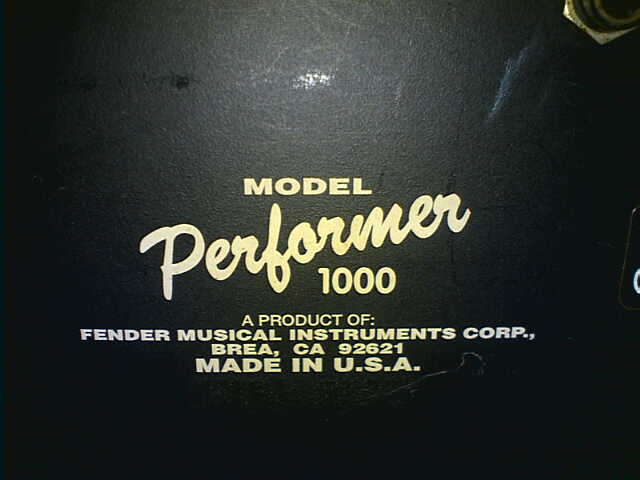 MODEL
Performer
1000
A PRODUCT OF:
FENDER MUSICAL INSTRUMENTS CORP.,
BREA, CA 92621
MADE IN U.S.A.